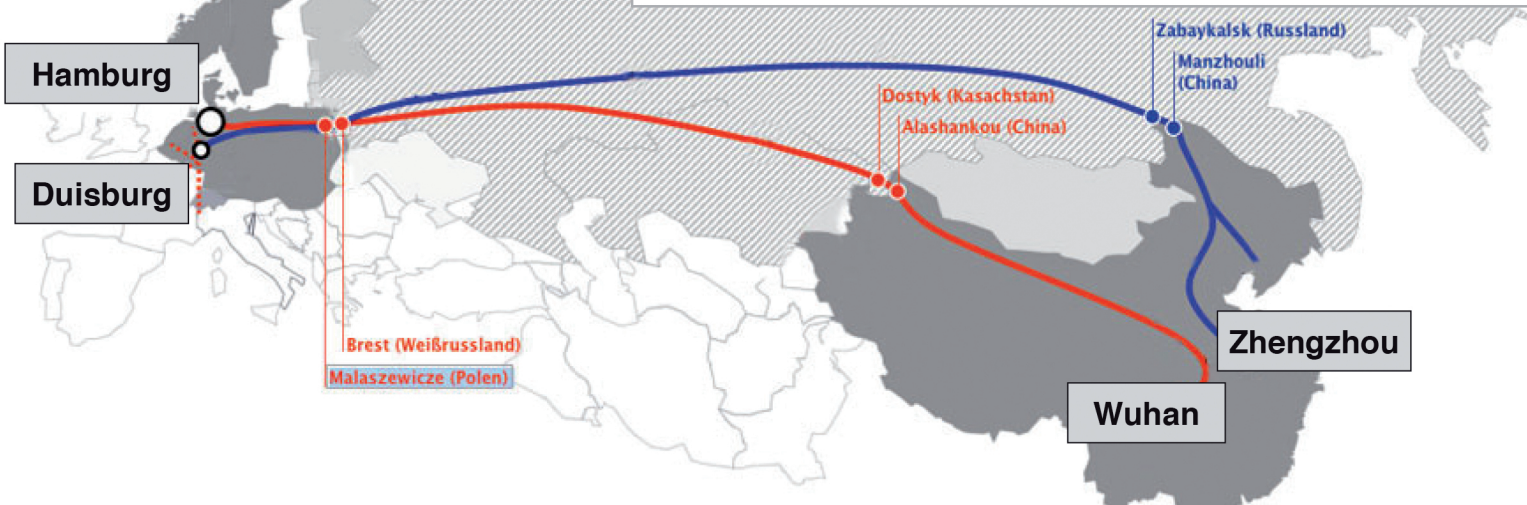 Zabaykalsk (Russland)
Manzhouli
(China)
Hamburg
Dostyk (Kasachstan)
Alashankou (China)
Duisburg
Brest (Weißrussland)
Malaszewicze (Polen)
Zhengzhou
Wuhan